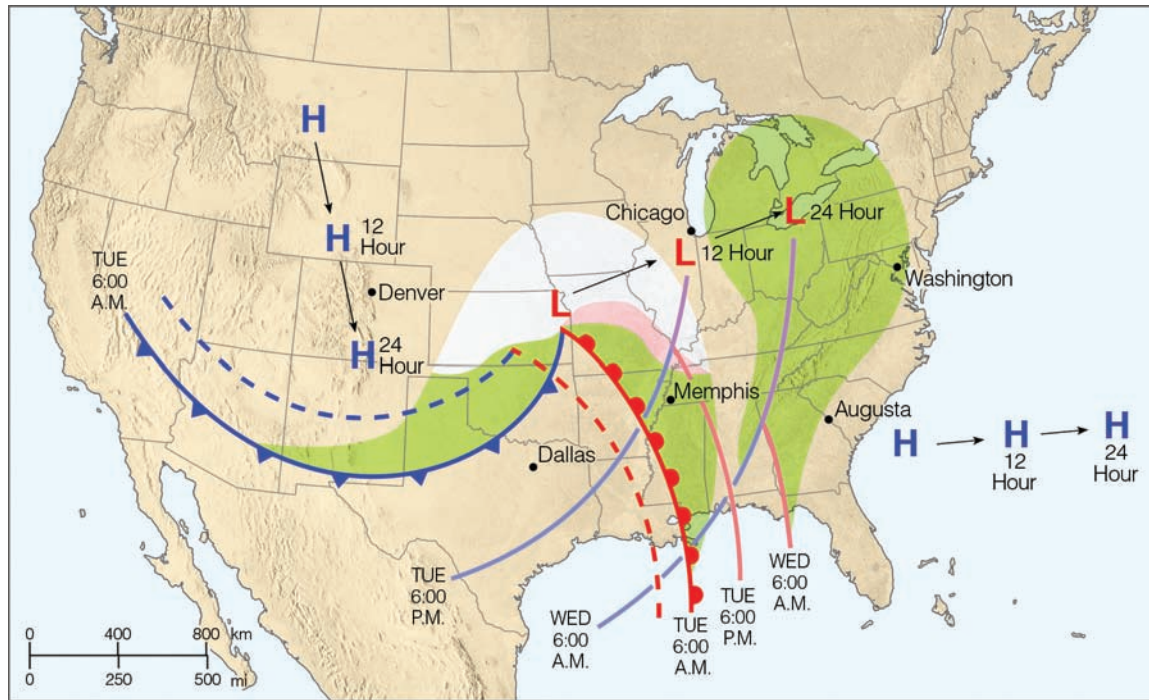 H
H 12
Hour
H 24
Hour
TUE
6:00
A.M.
Denver
Chicago
L 24 Hour
L 12 Hour
L
Washington
Memphis
Augusta
Dallas
H
H
12
Hour
H
24
Hour
TUE
6:00
P.M.
WED
6:00
A.M.
TUE
6:00
A.M.
TUE
6:00
P.M.
WED
6:00
A.M.
0 400 800 km
0 250 500 mi